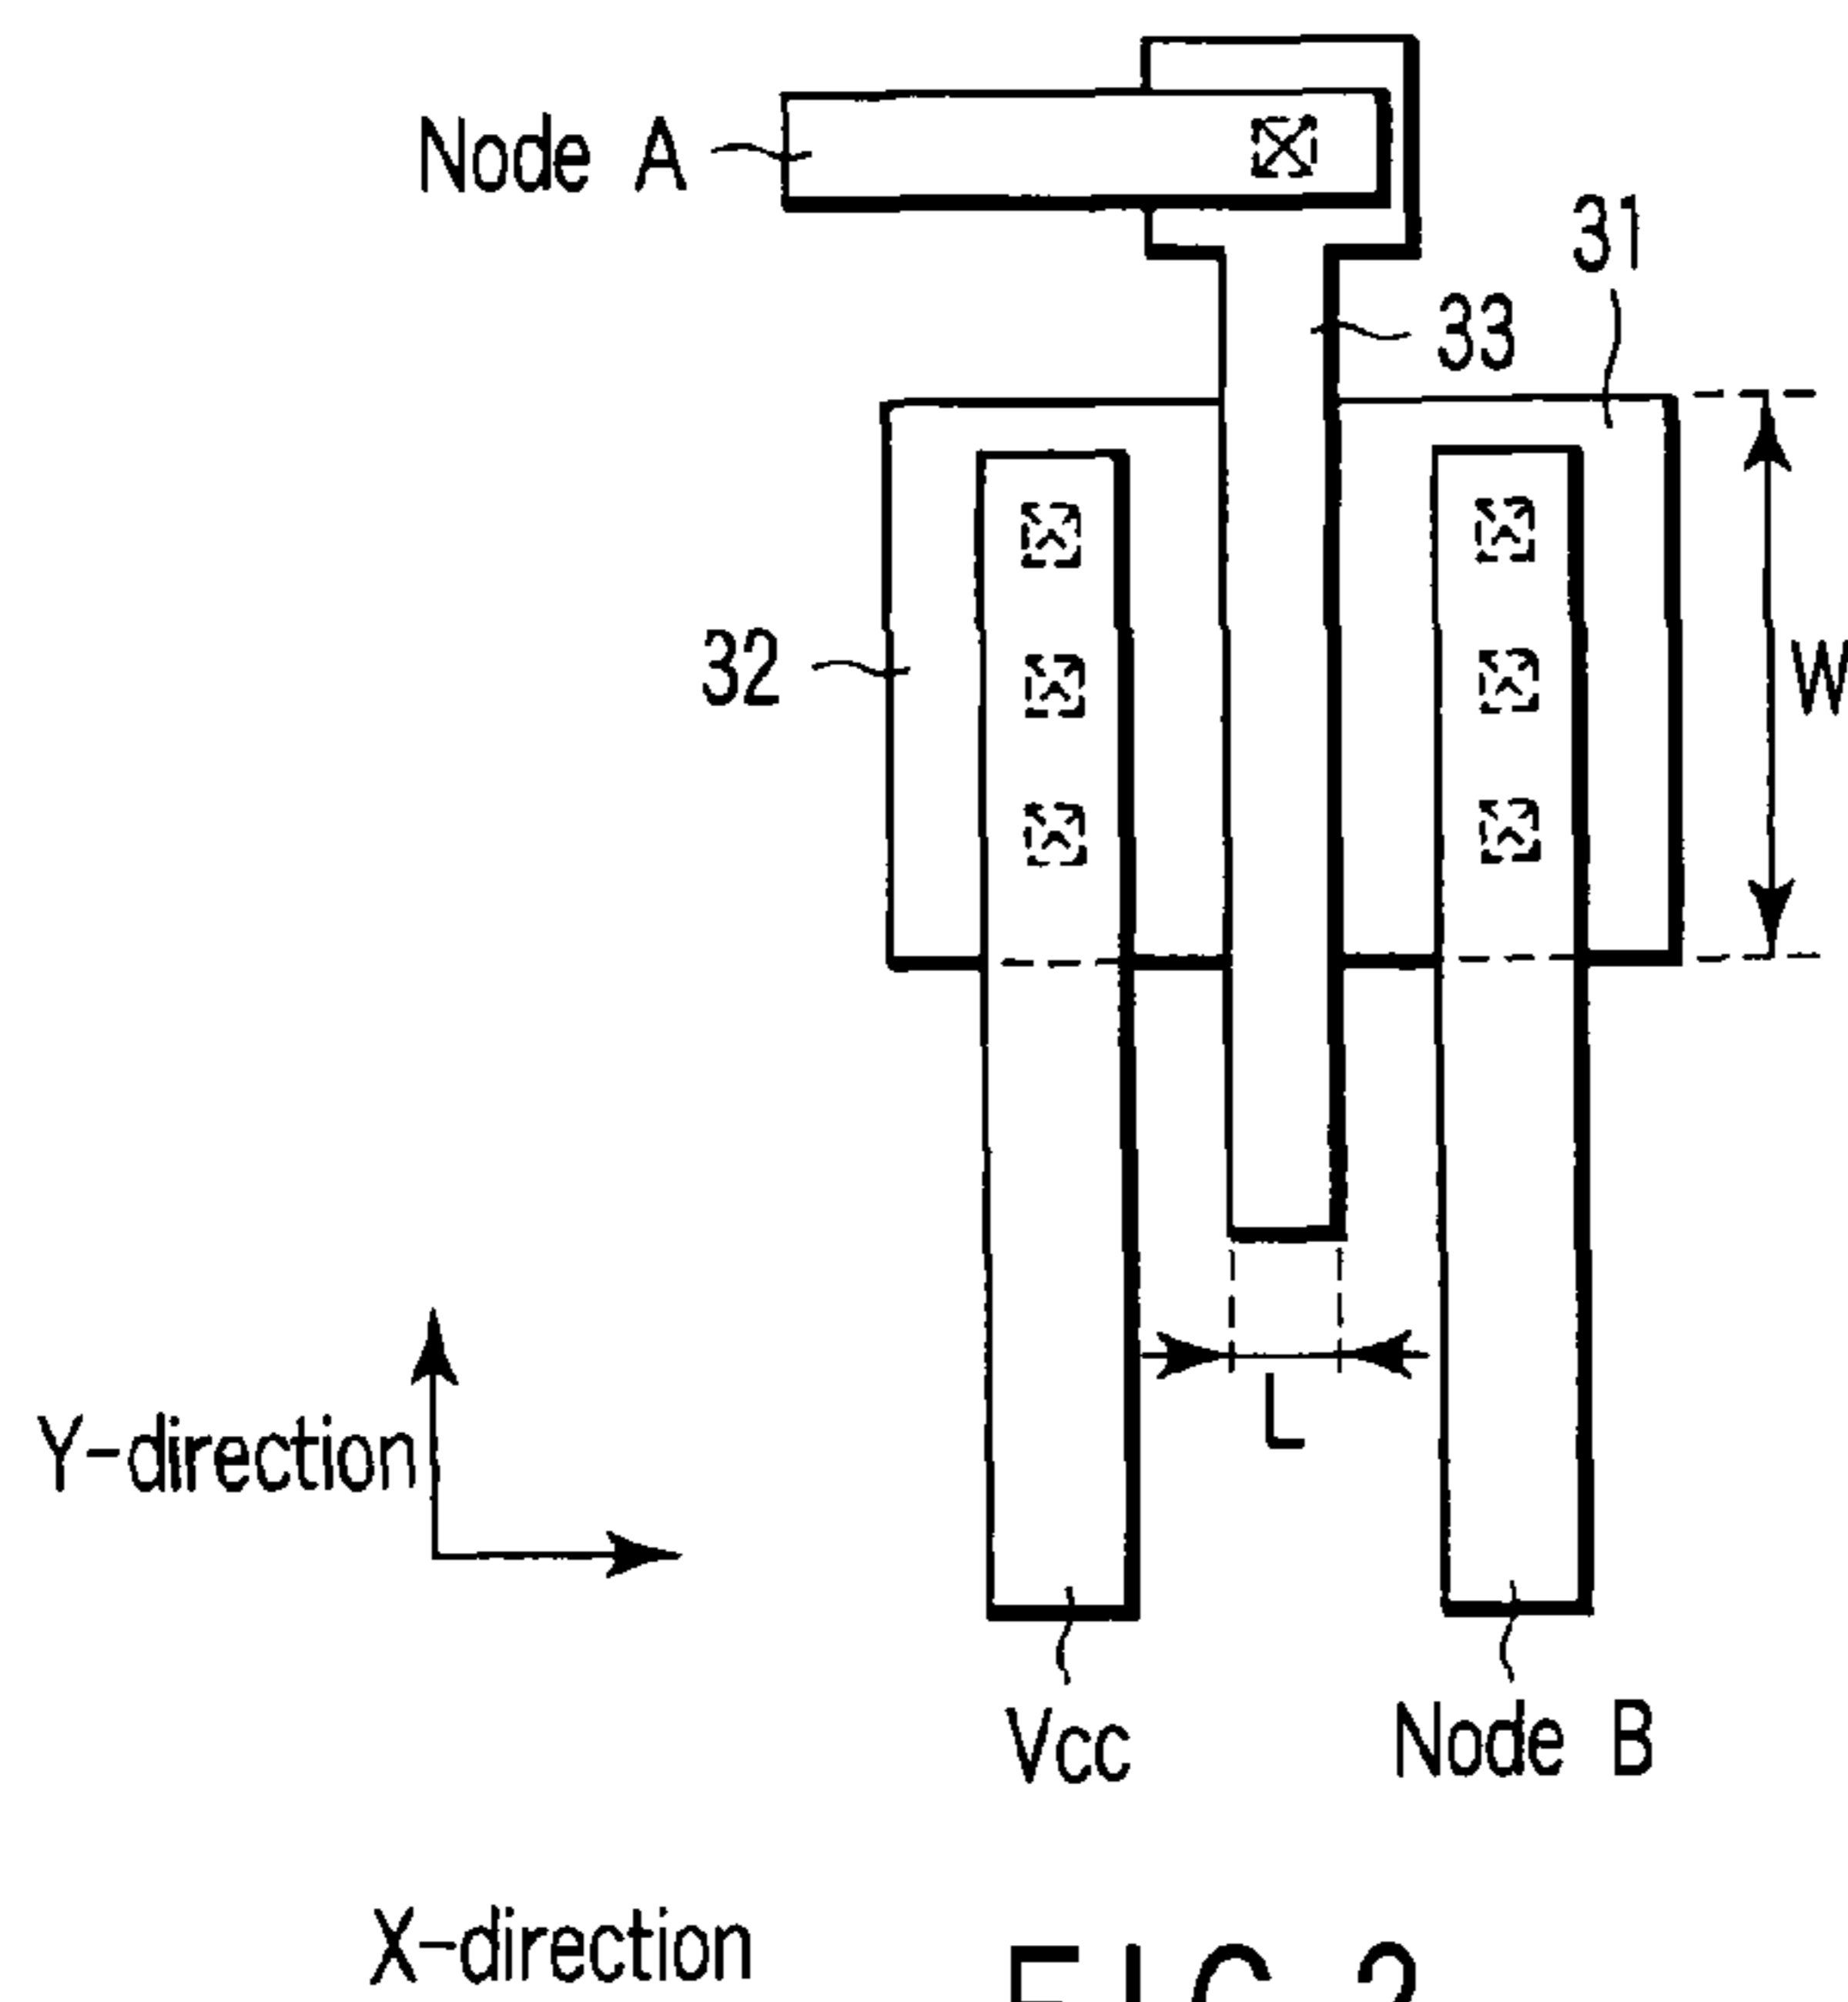 Node A
31
33
32
W
L
Y-direction
Vcc
Node B
X-direction